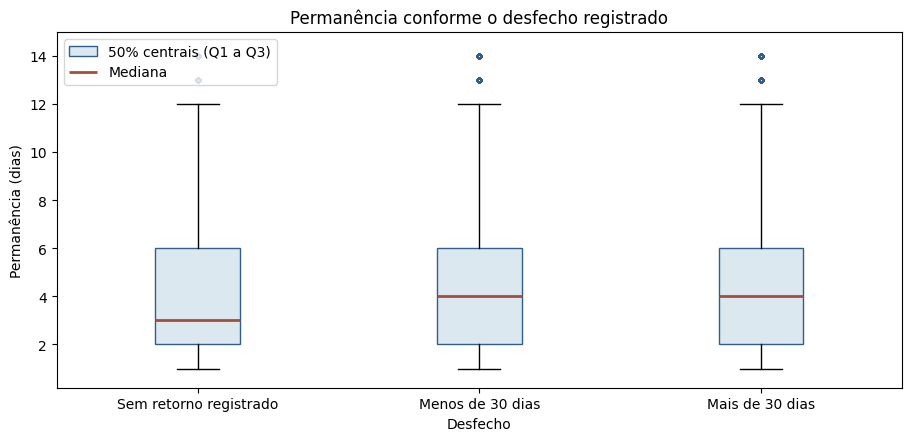 Permanência conforme o desfecho registrado
50% centrais (Q1 a Q3)
Mediana
Permanência (dias)
14
12
10
8
6
4
2
Sem retorno registrado
Menos de 30 dias
Mais de 30 dias
Desfecho